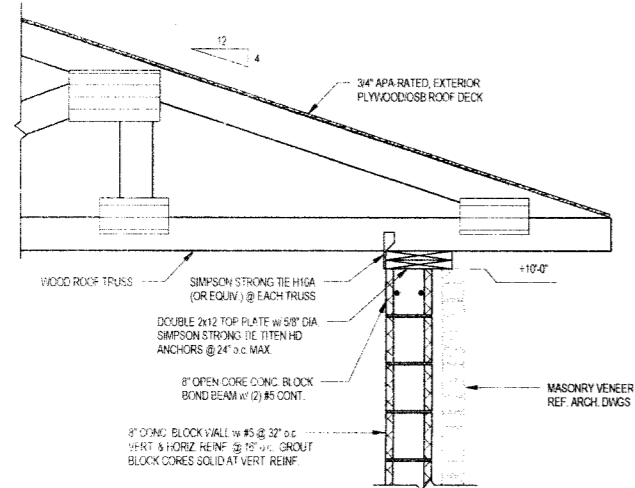 12
4
3/4" APA-RATED, EXTERIOR
PLYWOOD/OSB ROOF DECK
WOOD ROOF TRUSS
SIMPSON STRONG TIE H10A
(OR EQUIV.) @ EACH TRUSS
+10'-0"
DOUBLE 2x12 TOP PLATE w/ 5/8" DIA.
SIMPSON STRONG TIE TITEN HD
ANCHORS @ 24" o.c. MAX.
8" OPEN-CORE CONC. BLOCK
BOND BEAM w/ (2) #5 CONT.
MASONRY VENEER
REF. ARCH. DWGS
8" CONC. BLOCK WALL w/ #5 @ 32" o.c.
VERT. & HORIZ. REINF. @ 16" o.c. GROUT
BLOCK CORES SOLID AT VERT. REINF.